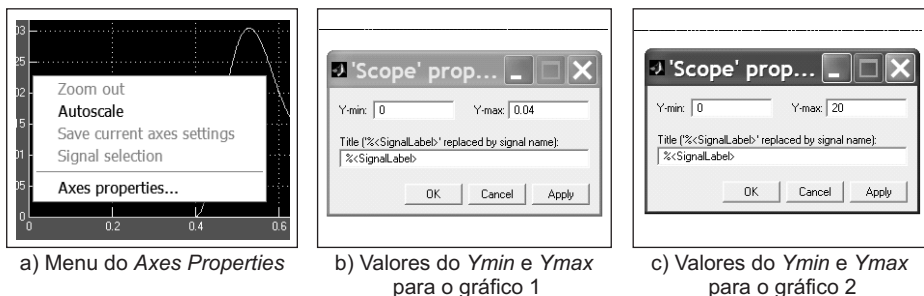 03
25
02
15
01
05
0
0
0.2
0.4
0.6
Zoom out
Autoscale
Save current axes settings
Signal selection
Axes properties...
a) Menu do Axes Properties
'Scope' prop...
Y-min: 0
Y-max: 0.04
Title ('%<SignalLabel>' replaced by signal name):
%<SignalLabel>
OK
Cancel
Apply
b) Valores do Ymin e Ymax
para o gráfico 1
'Scope' prop...
Y-min: 0
Y-max: 20
Title ('%<SignalLabel>' replaced by signal name):
%<SignalLabel>
OK
Cancel
Apply
c) Valores do Ymin e Ymax
para o gráfico 2